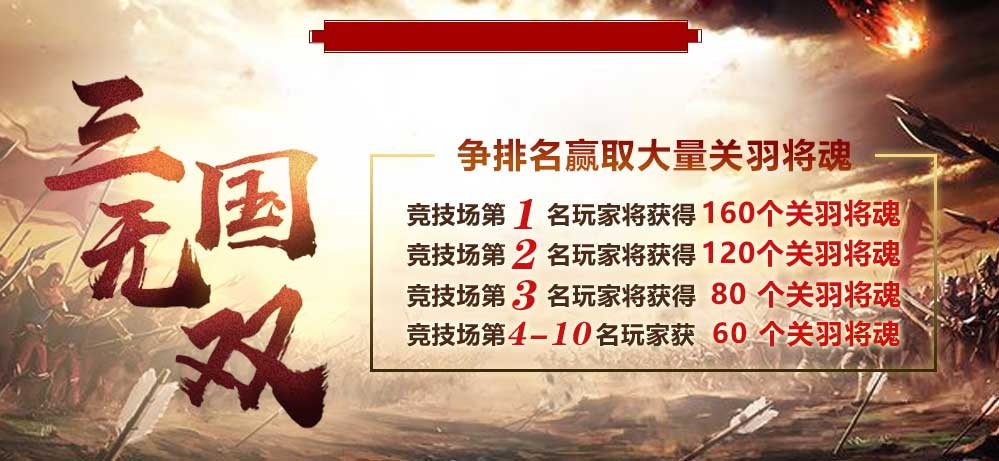 三国无双
争排名赢取大量关羽将魂
竞技场第1名玩家将获得160个关羽将魂
竞技场第2名玩家将获得120个关羽将魂
竞技场第3名玩家将获得 80 个关羽将魂
竞技场第4-10名玩家获 60 个关羽将魂